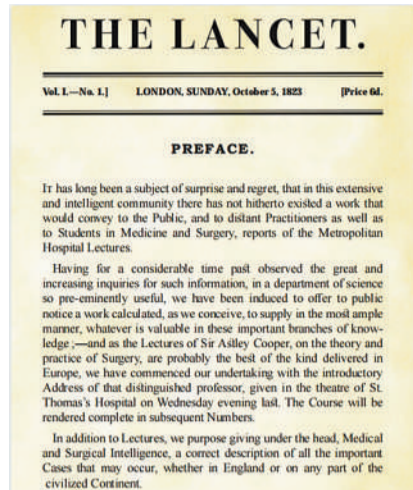 THE LANCET.
Vol. I.—No. 1.] LONDON, SUNDAY, October 5, 1823 [Price 6d.
PREFACE.
IT has long been a subject of surprise and regret, that in this extensive
and intelligent community there has not hitherto existed a work that
would convey to the Public, and to distant Practitioners as well as
to Students in Medicine and Surgery, reports of the Metropolitan
Hospital Lectures.
Having for a considerable time past observed the great and
increasing inquiries for such information, in a department of science
so pre-eminently useful, we have been induced to offer to public
notice a work calculated, as we conceive, to supply in the most ample
manner, whatever is valuable in these important branches of know-
ledge ;—and as the Lectures of Sir Astley Cooper, on the theory and
practice of Surgery, are probably the best of the kind delivered in
Europe, we have commenced our undertaking with the introductory
Address of that distinguished professor, given in the theatre of St.
Thomas's Hospital on Wednesday evening last. The Course will be
rendered complete in subsequent Numbers.
In addition to Lectures, we purpose giving under the head, Medical
and Surgical Intelligence, a correct description of all the important
Cases that may occur, whether in England or on any part of the
civilized Continent.